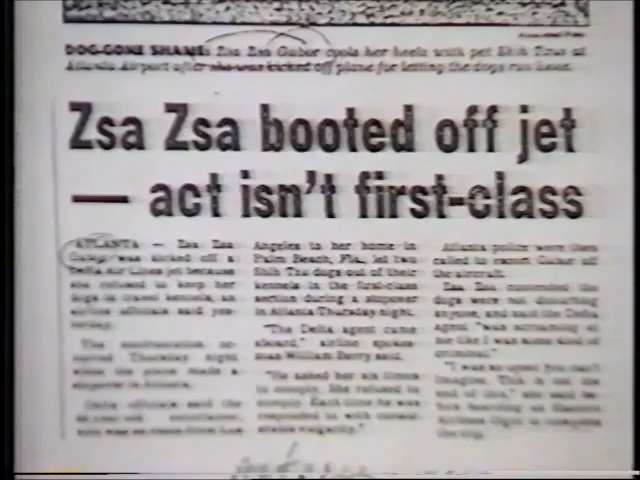 Associated Press
DOG-GONE SHAME: Zsa Zsa Gabor cools her heels with pet Shih Tzus at
Atlanta Airport after she was kicked off plane for letting the dogs run loose.
Zsa Zsa booted off jet
— act isn't first-class
ATLANTA — Zsa Zsa
Gabor was kicked off a
Delta Air Lines jet because
she refused to keep her
dogs in travel kennels, an
airline officials said yes-
terday.
The confrontation oc-
curred Thursday night
when the plane made a
stopover in Atlanta.
Delta officials said the
Angeles to her home in
Palm Beach, Fla., let two
Shih Tzu dogs out of their
kennels in the first-class
section during a stopover
in Atlanta Thursday night.
"The Delta agent came
aboard," airline spokes-
man William Berry said.
"He asked her six times
to comply. She refused to
comply. Each time he was
responded to with consid-
erable vulgarity."
Atlanta police were then
called to escort Gabor off
the aircraft.
Zsa Zsa contended the
dogs were not disturbing
anyone, and said the Delta
agent "was screaming at
me like I was some kind of
criminal."
"I was so upset you can't
imagine. This is not the
end of this," she said be-
fore boarding an Eastern
Airlines flight to complete
the trip.